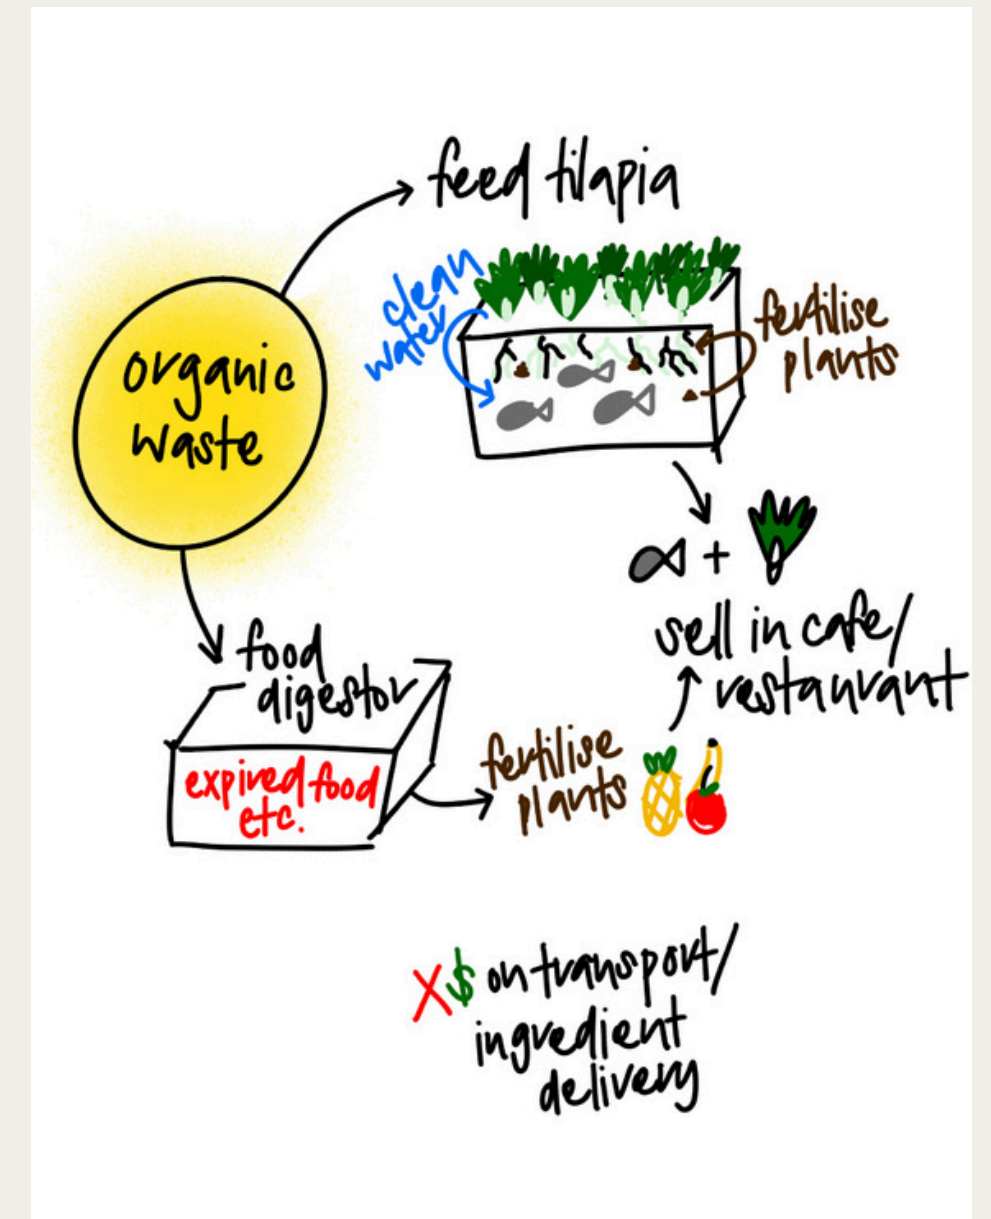 feed tilapia
organic
waste
clean
water
fertilise
plants
sell in cafe/
restaurant
food
digestor
expired food
etc.
fertilise
plants
X$ on transport/
ingredient
delivery